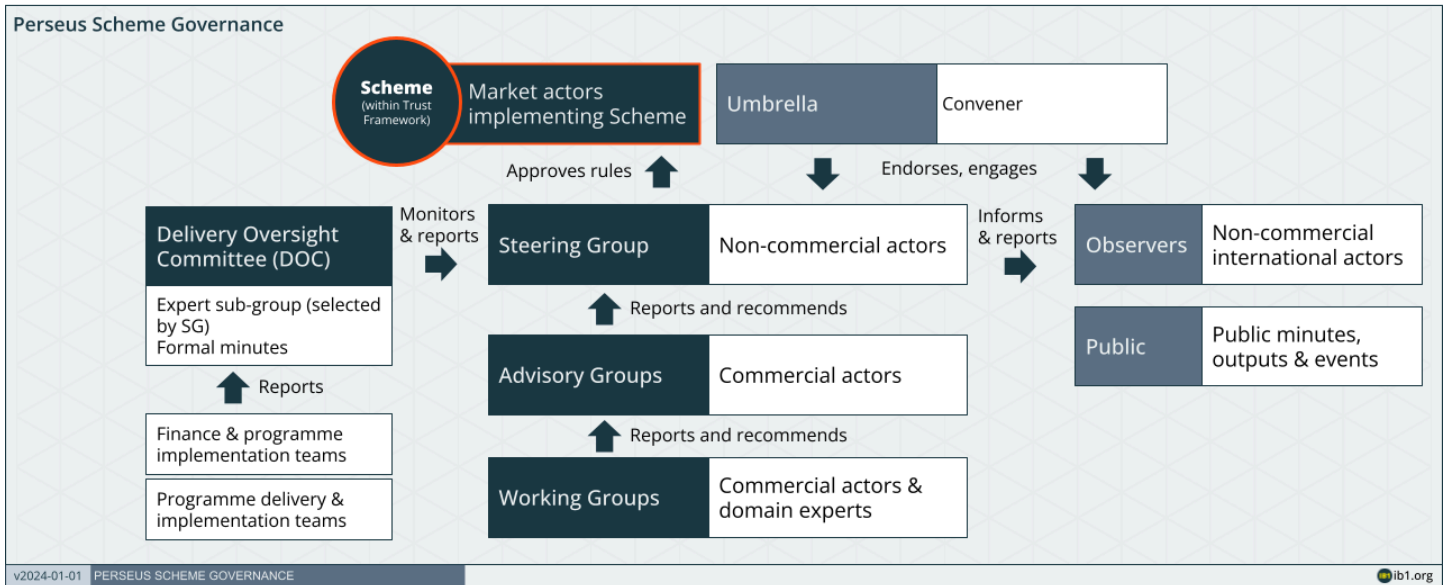 Perseus Scheme Governance
Scheme
(within Trust
Framework)
Market actors
implementing Scheme
Umbrella
Convener
Approves rules
Endorses, engages
Delivery Oversight
Committee (DOC)
Expert sub-group (selected
by SG)
Formal minutes
Monitors
& reports
Steering Group
Non-commercial actors
Informs
& reports
Observers
Non-commercial
international actors
Reports and recommends
Public
Public minutes,
outputs & events
Advisory Groups
Commercial actors
Reports
Finance & programme
implementation teams
Programme delivery &
implementation teams
Reports and recommends
Working Groups
Commercial actors &
domain experts
v2024-01-01
PERSEUS SCHEME GOVERNANCE
ib1.org